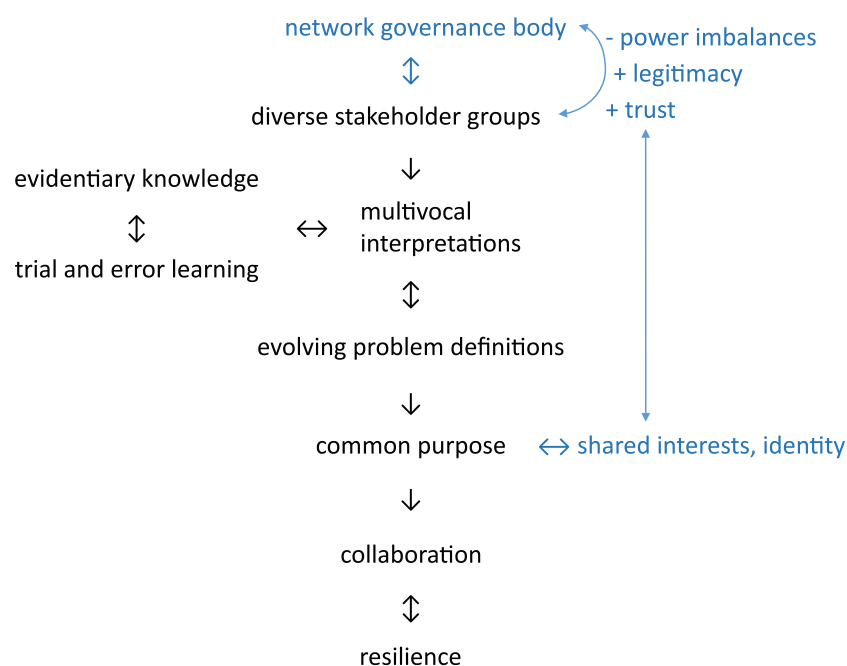 network governance body
- power imbalances
+ legitimacy
+ trust
diverse stakeholder groups
evidentiary knowledge
trial and error learning
multivocal
interpretations
evolving problem definitions
common purpose
shared interests, identity
collaboration
resilience